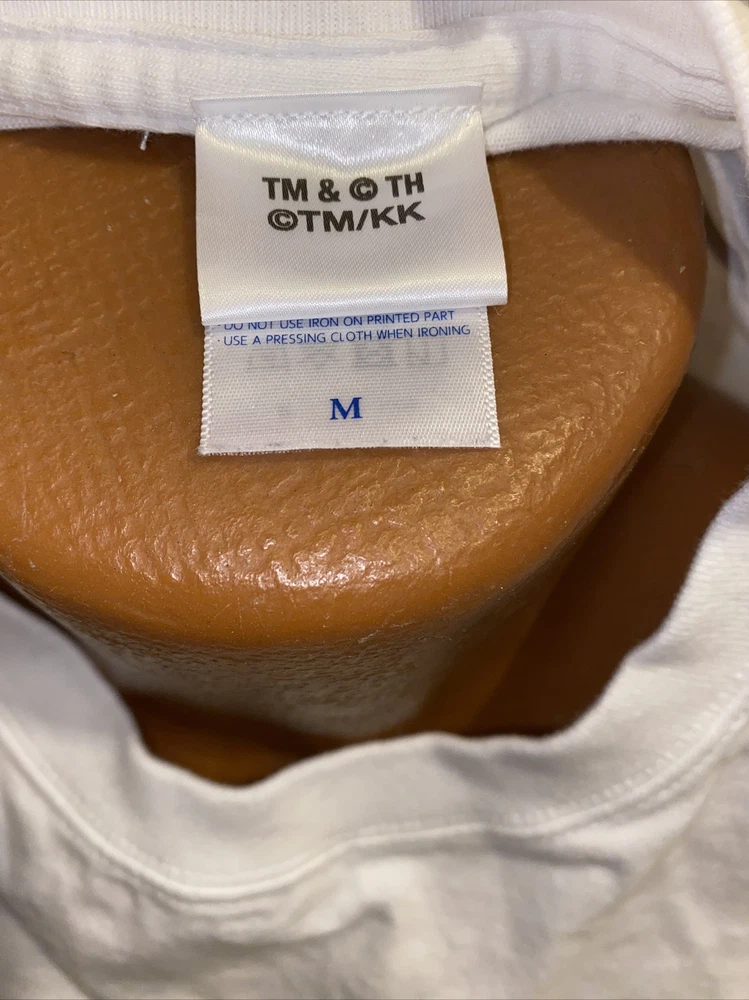 TM & © TH
©TM/KK
· DO NOT USE IRON ON PRINTED PART
· USE A PRESSING CLOTH WHEN IRONING
M